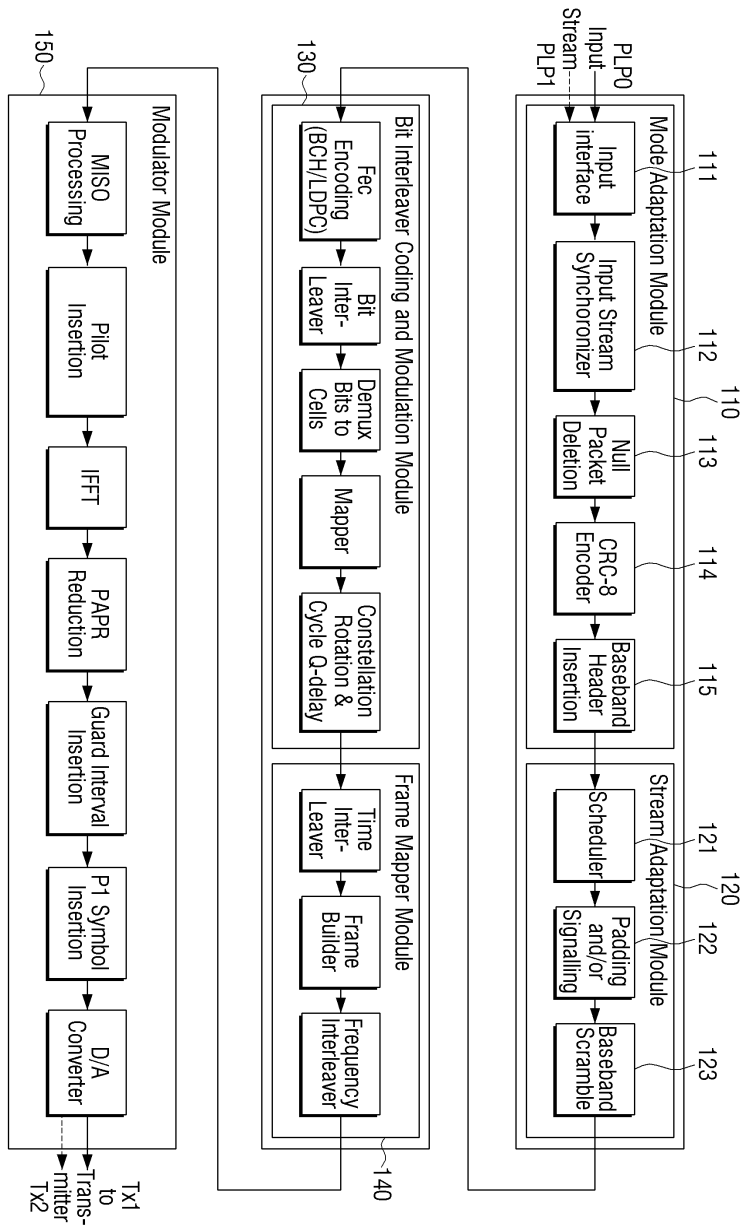 PLP0
Input
Stream
PLP1
Mode Adaptation Module
110
Input
interface
111
Input Stream
Synchoronizer
112
Null
Packet
Deletion
113
CRC-8
Encoder
114
Baseband
Header
Insertion
115
Stream Adaptation Module
120
Scheduler
121
Padding
and/or
Signalling
122
Baseband
Scramble
123
Bit Interleaver Coding and Modulation Module
130
Fec
Encoding
(BCH/LDPC)
Bit
Inter-
Leaver
Demux
Bits to
Cells
Mapper
Constellation
Rotation &
Cycle Q-delay
Frame Mapper Module
140
Time
Inter-
Leaver
Frame
Builder
Frequency
Interleaver
Modulator Module
150
MISO
Processing
Pilot
Insertion
IFFT
PAPR
Reduction
Guard Interval
Insertion
P1 Symbol
Insertion
D/A
Converter
Tx1
to
Trans-
mitter
Tx2